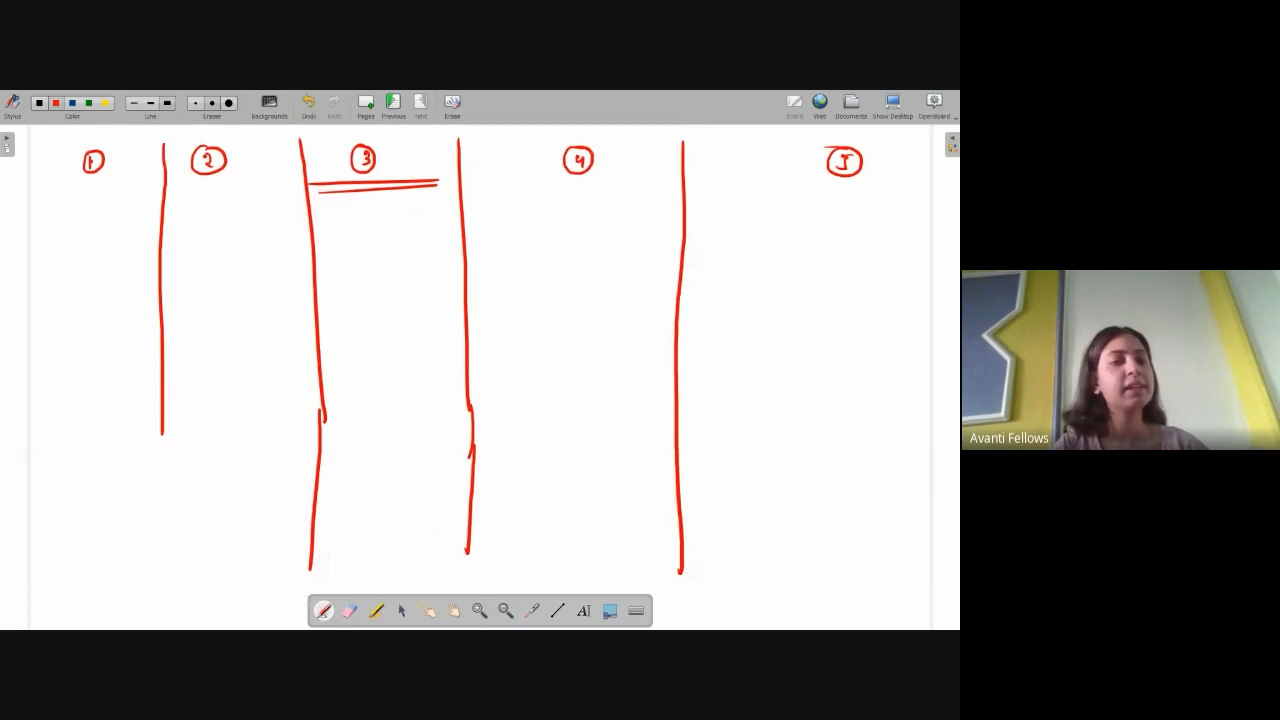 Stylus Color Line Eraser Backgrounds Undo Redo Pages Previous Next Erase Board Web Documents Show Desktop OpenBoard
1 2 3 4 5
Avanti Fellows